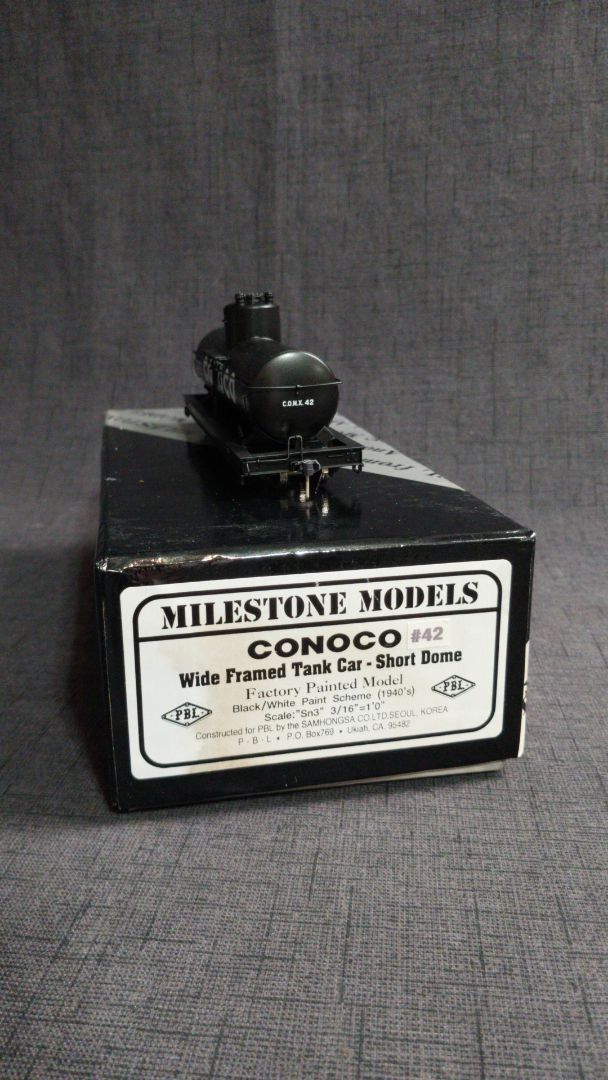 C.O.N.X. 42
MILESTONE MODELS
CONOCO #42
Wide Framed Tank Car - Short Dome
Factory Painted Model
Black/White Paint Scheme (1940's)
PBL Scale:"Sn3" 3/16"=1'0" PBL
Constructed for PBL by the SAMHONGSA CO.LTD.SEOUL, KOREA
P - B - L • P.O. Box769 • Ukiah, CA. 95482